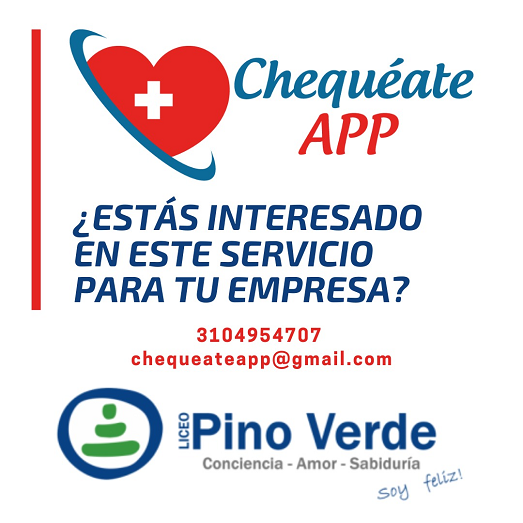 Chequéate
APP
¿ESTÁS INTERESADO
EN ESTE SERVICIO
PARA TU EMPRESA?
3104954707
chequeateapp@gmail.com
LICEO
Pino Verde
Conciencia - Amor - Sabiduría
soy feliz!